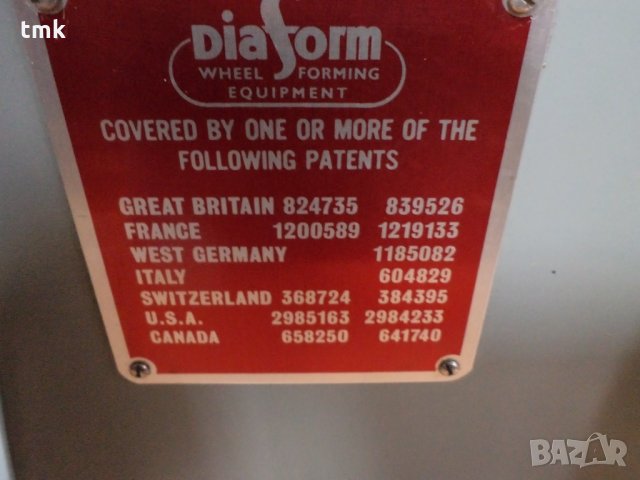 tmk
Diaform
WHEEL FORMING
EQUIPMENT
COVERED BY ONE OR MORE OF THE
FOLLOWING PATENTS
GREAT BRITAIN 824735 839526
FRANCE 1200589 1219133
WEST GERMANY 1185082
ITALY 604829
SWITZERLAND 368724 384395
U.S.A. 2985163 2984233
CANADA 658250 641740
BAZAR.bg